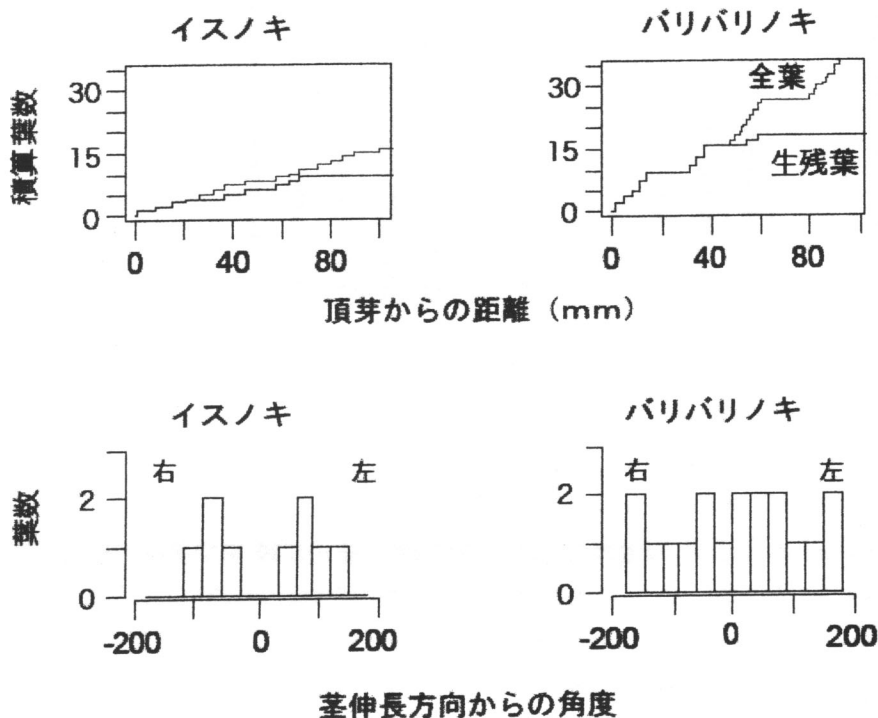 イスノキ
バリバリノキ
積算葉数
30
15
0
0 40 80
30
15
0
全葉
生残葉
0 40 80
頂芽からの距離（mm）
イスノキ
バリバリノキ
葉数
2
0
右 左
-200 0 200
2
0
右 左
-200 0 200
茎伸長方向からの角度